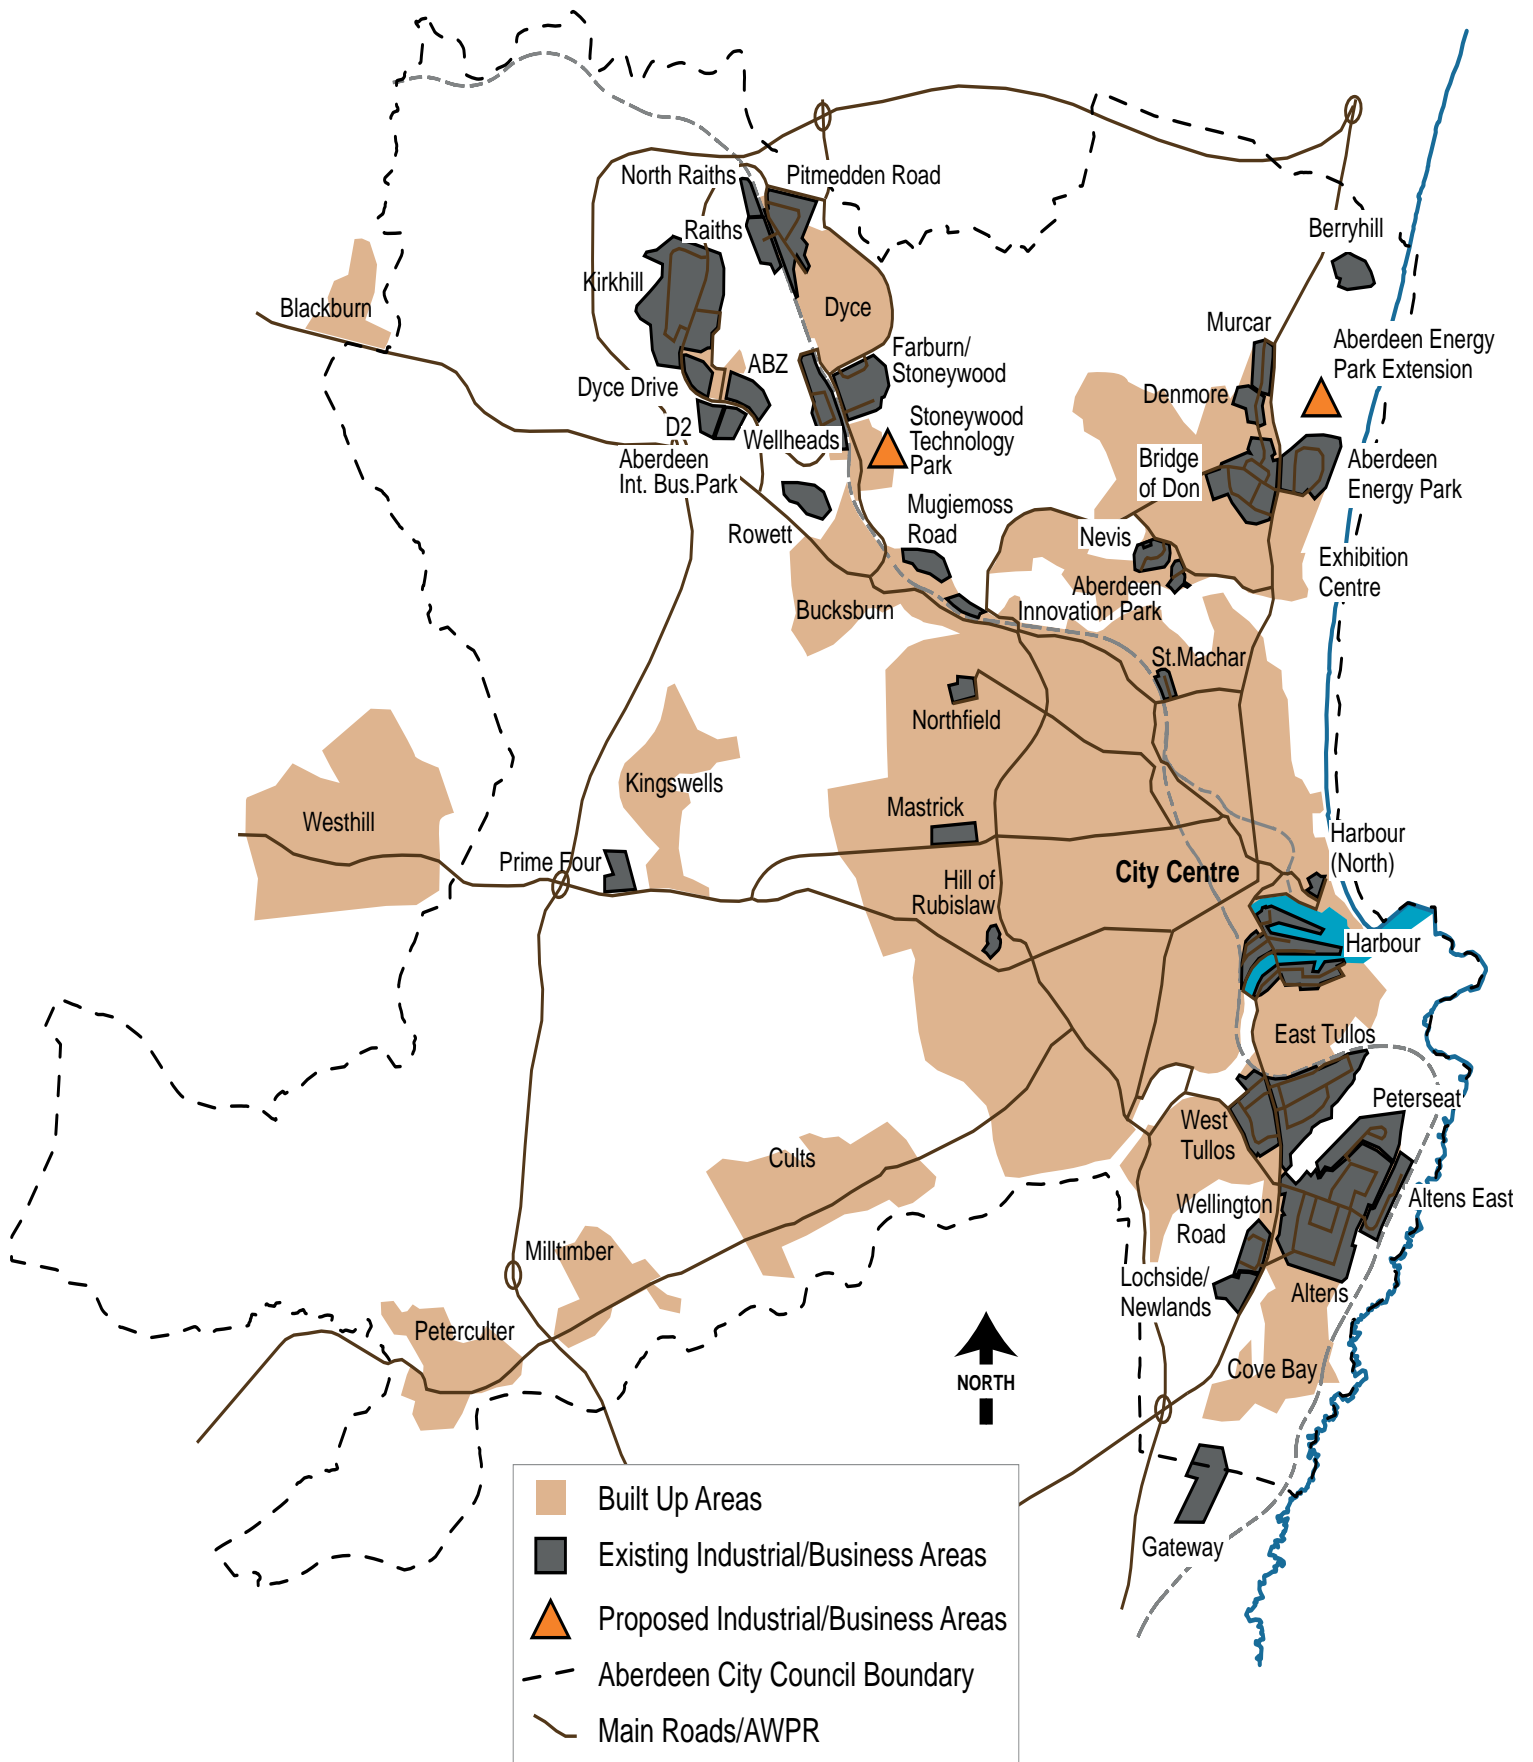 North Raiths
Pitmedden Road
Raiths
Berryhill
Kirkhill
Blackburn
Dyce
Murcar
Aberdeen Energy
Park Extension
Farburn/
Stoneywood
ABZ
Dyce Drive
Denmore
D2
Wellheads
Stoneywood
Technology
Park
Aberdeen
Int. Bus.Park
Bridge
of Don
Aberdeen
Energy Park
Rowett
Mugiemoss
Road
Nevis
Exhibition
Centre
Aberdeen
Innovation Park
Bucksburn
St.Machar
Northfield
Kingswells
Westhill
Mastrick
Harbour
(North)
Prime Four
City Centre
Hill of
Rubislaw
Harbour
East Tullos
Peterseat
West
Tullos
Cults
Altens East
Wellington
Road
Milltimber
Lochside/
Newlands
Altens
Peterculter
Cove Bay
NORTH
Gateway
Built Up Areas
Existing Industrial/Business Areas
Proposed Industrial/Business Areas
Aberdeen City Council Boundary
Main Roads/AWPR